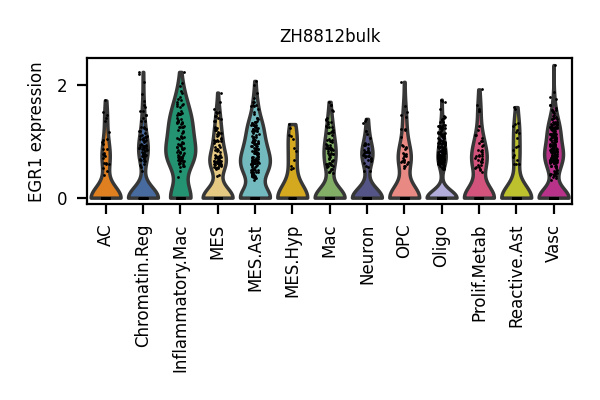 ZH8812bulk
EGR1 expression
2
0
AC
Chromatin.Reg
Inflammatory.Mac
MES
MES.Ast
MES.Hyp
Mac
Neuron
OPC
Oligo
Prolif.Metab
Reactive.Ast
Vasc